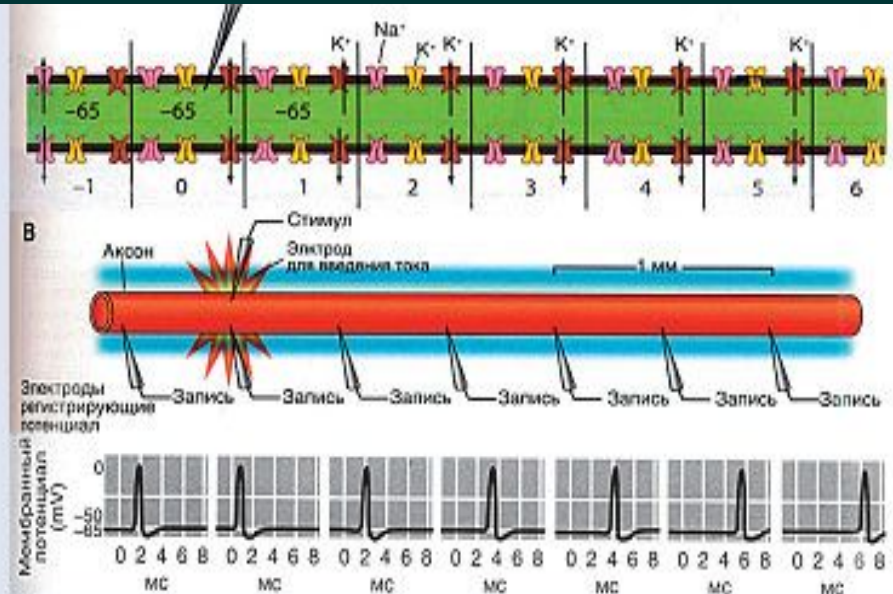 Na⁺
K⁺ K⁺ K⁺ K⁺ K⁺ K⁺
-65 -65 -65
-1 0 1 2 3 4 5 6
В
Стимул
Аксон
Элктрод
для введения тока
1 мм
Электроды
регистрирующие
потенциал
Запись Запись Запись Запись Запись Запись Запись
Мембранный
потенциал
(mV)
0
-50
-65
0 2 4 6 8 0 2 4 6 8 0 2 4 6 8 0 2 4 6 8 0 2 4 6 8 0 2 4 6 8 0 2 4 6 8
мс мс мс мс мс мс мс